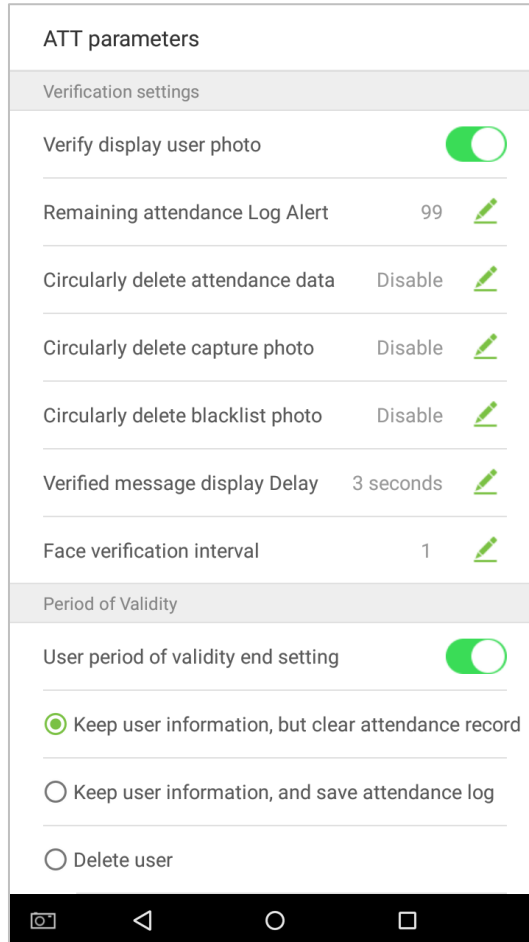 ATT parameters
Verification settings
Verify display user photo
Remaining attendance Log Alert 99
Circularly delete attendance data Disable
Circularly delete capture photo Disable
Circularly delete blacklist photo Disable
Verified message display Delay 3 seconds
Face verification interval 1
Period of Validity
User period of validity end setting
Keep user information, but clear attendance record
Keep user information, and save attendance log
Delete user